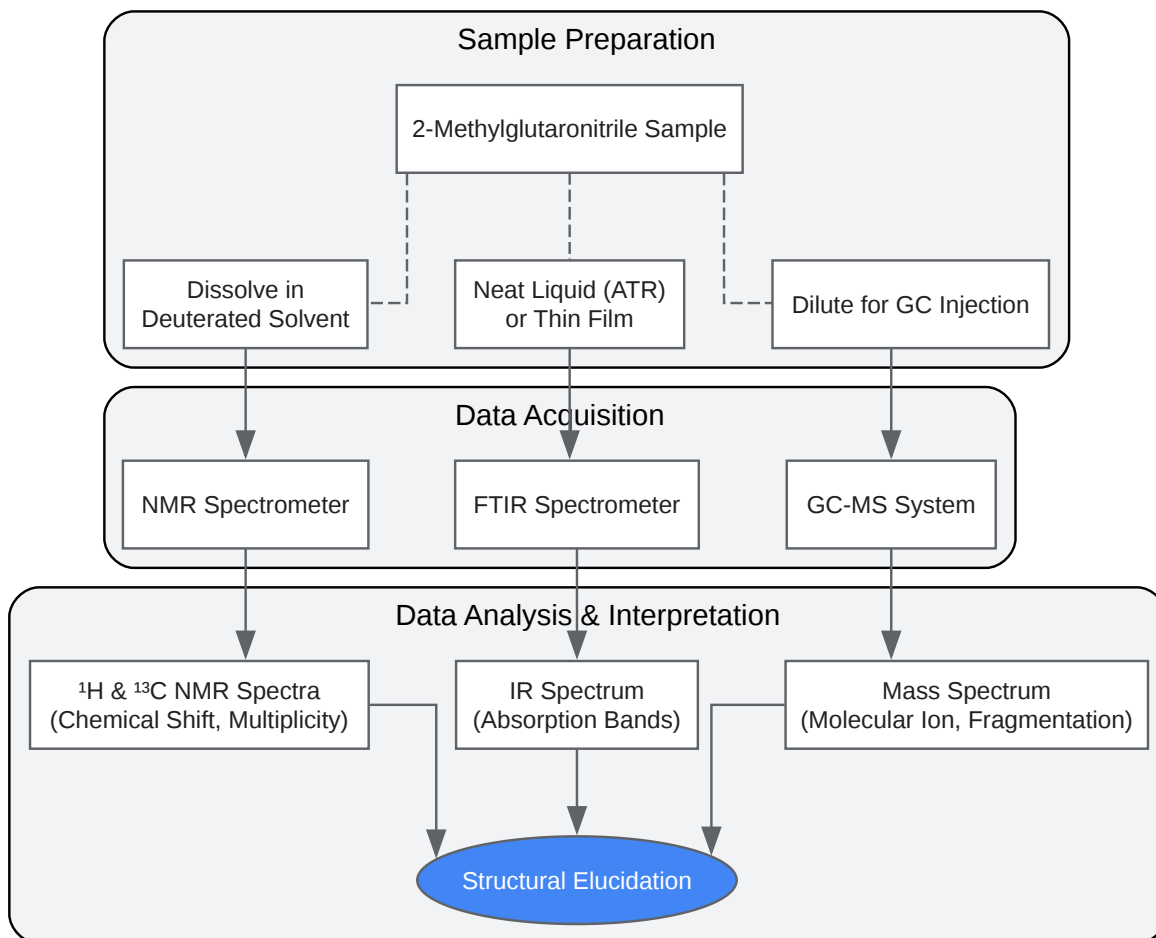 Sample Preparation
2-Methylglutaronitrile Sample
Dissolve in
Deuterated Solvent
Neat Liquid (ATR)
or Thin Film
Dilute for GC Injection
Data Acquisition
NMR Spectrometer
FTIR Spectrometer
GC-MS System
Data Analysis & Interpretation
¹H & ¹³C NMR Spectra
(Chemical Shift, Multiplicity)
IR Spectrum
(Absorption Bands)
Mass Spectrum
(Molecular Ion, Fragmentation)
Structural Elucidation